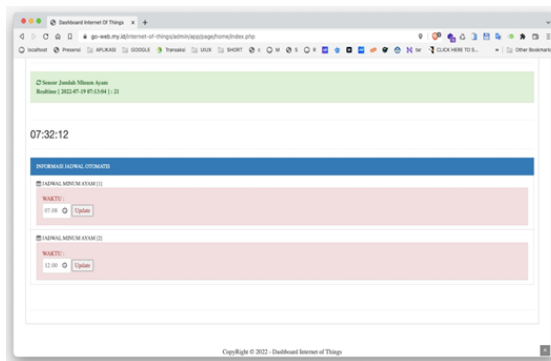 Dashboard Internet Of Things
go-web.my.id/internet-of-things/admin/app/page/home/index.php
localhost Presensi APLIKASI GOOGLE Transaksi UIUX SHORT CLICK HERE TO S... » Other Bookmarks
Sensor Jumlah Minum Ayam
Realtime [ 2022-07-19 07:13:04 ] : 21
07:32:12
INFORMASI JADWAL OTOMATIS
JADWAL MINUM AYAM [1]
WAKTU :
07:08 Update
JADWAL MINUM AYAM [2]
WAKTU :
12:00 Update
CopyRight © 2022 - Dashboard Internet of Things